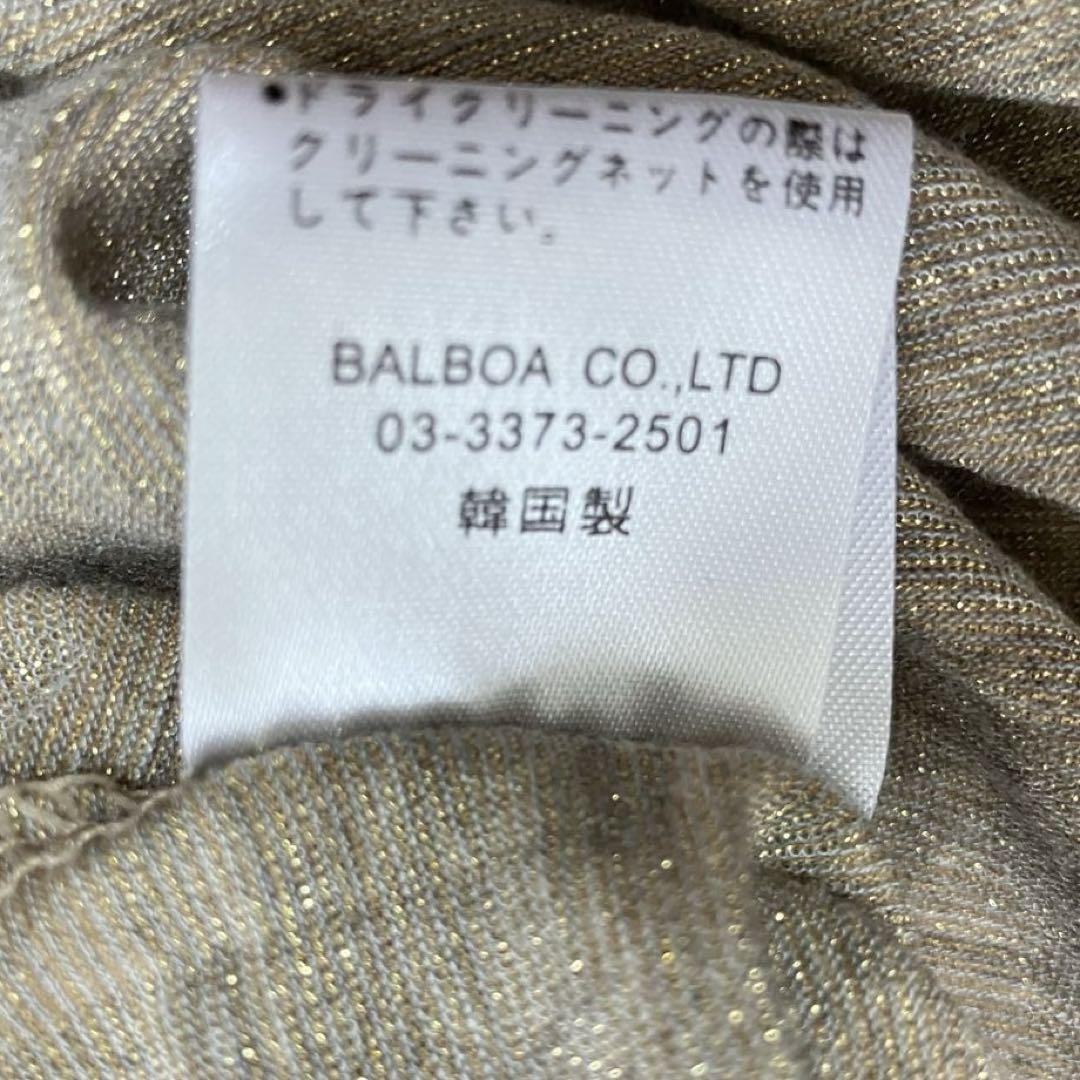 •ドライクリーニングの際は
クリーニングネットを使用
して下さい。
BALBOA CO.,LTD
03-3373-2501
韓国製